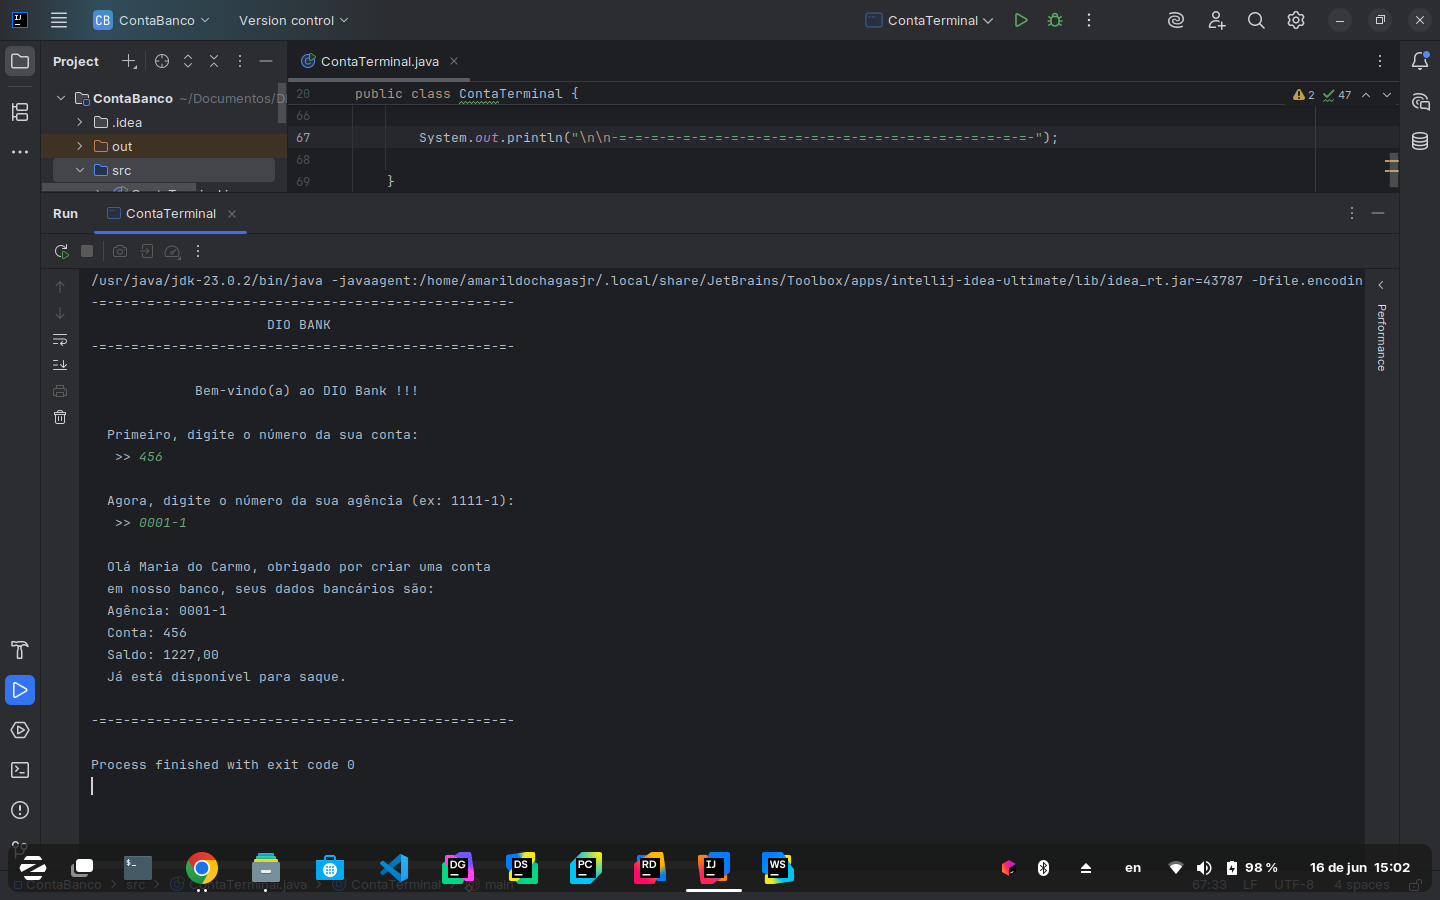 CB ContaBanco Version control ContaTerminal
Project ContaTerminal.java
ContaBanco ~/Documentos/D
.idea
out
src
20 public class ContaTerminal { 2 47
66
67 System.out.println("\n\n-=-=-=-=-=-=-=-=-=-=-=-=-=-=-=-=-=-=-=-=-=-=-=-=-=-=-");
68
69 }
Run ContaTerminal
/usr/java/jdk-23.0.2/bin/java -javaagent:/home/amarildochagasjr/.local/share/JetBrains/Toolbox/apps/intellij-idea-ultimate/lib/idea_rt.jar=43787 -Dfile.encodin
-=-=-=-=-=-=-=-=-=-=-=-=-=-=-=-=-=-=-=-=-=-=-=-=-=-=-
DIO BANK
-=-=-=-=-=-=-=-=-=-=-=-=-=-=-=-=-=-=-=-=-=-=-=-=-=-=-
Bem-vindo(a) ao DIO Bank !!!
Primeiro, digite o número da sua conta:
>> 456
Agora, digite o número da sua agência (ex: 1111-1):
>> 0001-1
Olá Maria do Carmo, obrigado por criar uma conta
em nosso banco, seus dados bancários são:
Agência: 0001-1
Conta: 456
Saldo: 1227,00
Já está disponível para saque.
-=-=-=-=-=-=-=-=-=-=-=-=-=-=-=-=-=-=-=-=-=-=-=-=-=-=-
Process finished with exit code 0
Performance
DG DS PC RD IJ WS en 98 % 16 de jun 15:02
ContaBanco > src > ContaTerminal.java > ContaTerminal > main 67:33 LF UTF-8 4 spaces